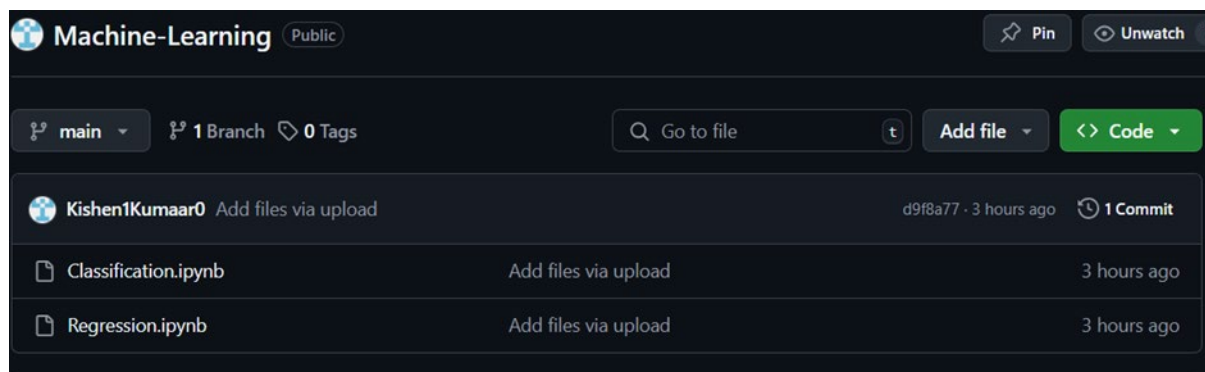 Machine-Learning Public Pin Unwatch
main 1 Branch 0 Tags Go to file t Add file Code
Kishen1Kumaar0 Add files via upload d9f8a77 · 3 hours ago 1 Commit
Classification.ipynb Add files via upload 3 hours ago
Regression.ipynb Add files via upload 3 hours ago